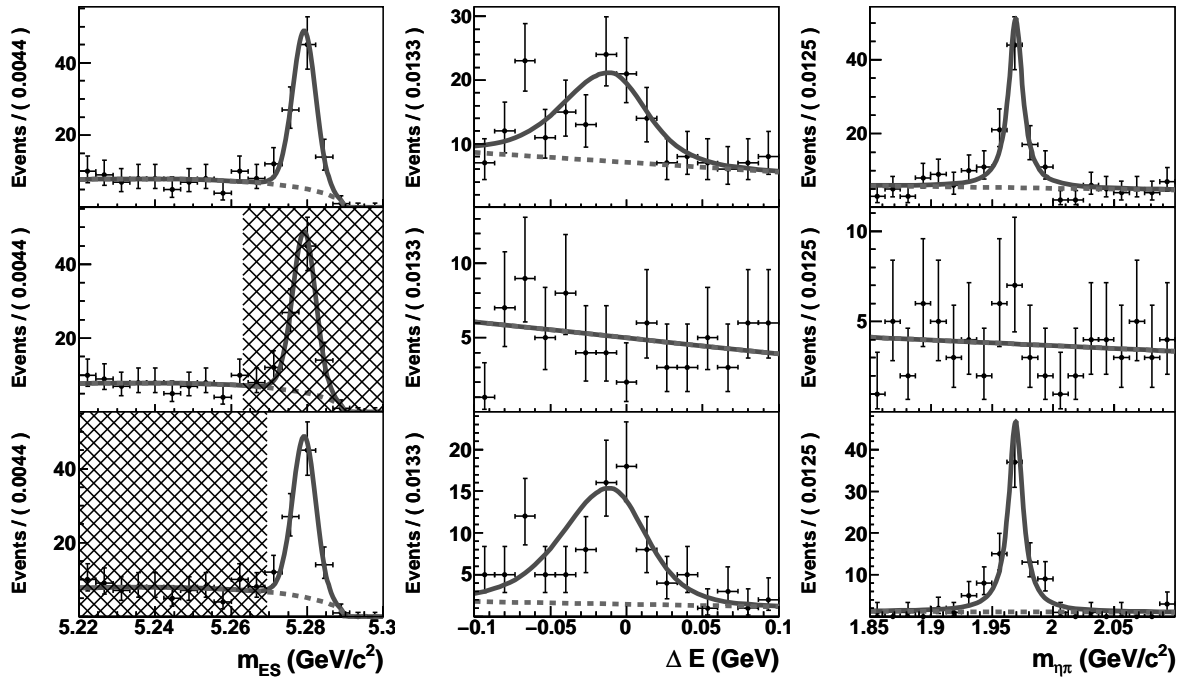 Events / ( 0.0044 )
40
20
Events / ( 0.0133 )
30
20
10
Events / ( 0.0125 )
40
20
Events / ( 0.0044 )
40
20
Events / ( 0.0133 )
10
5
Events / ( 0.0125 )
10
5
Events / ( 0.0044 )
40
20
Events / ( 0.0133 )
20
15
10
5
Events / ( 0.0125 )
40
30
20
10
5.22 5.24 5.26 5.28 5.3
−0.1 −0.05 0 0.05 0.1
1.85 1.9 1.95 2 2.05
m_ES (GeV/c²)
Δ E (GeV)
m_ηπ (GeV/c²)